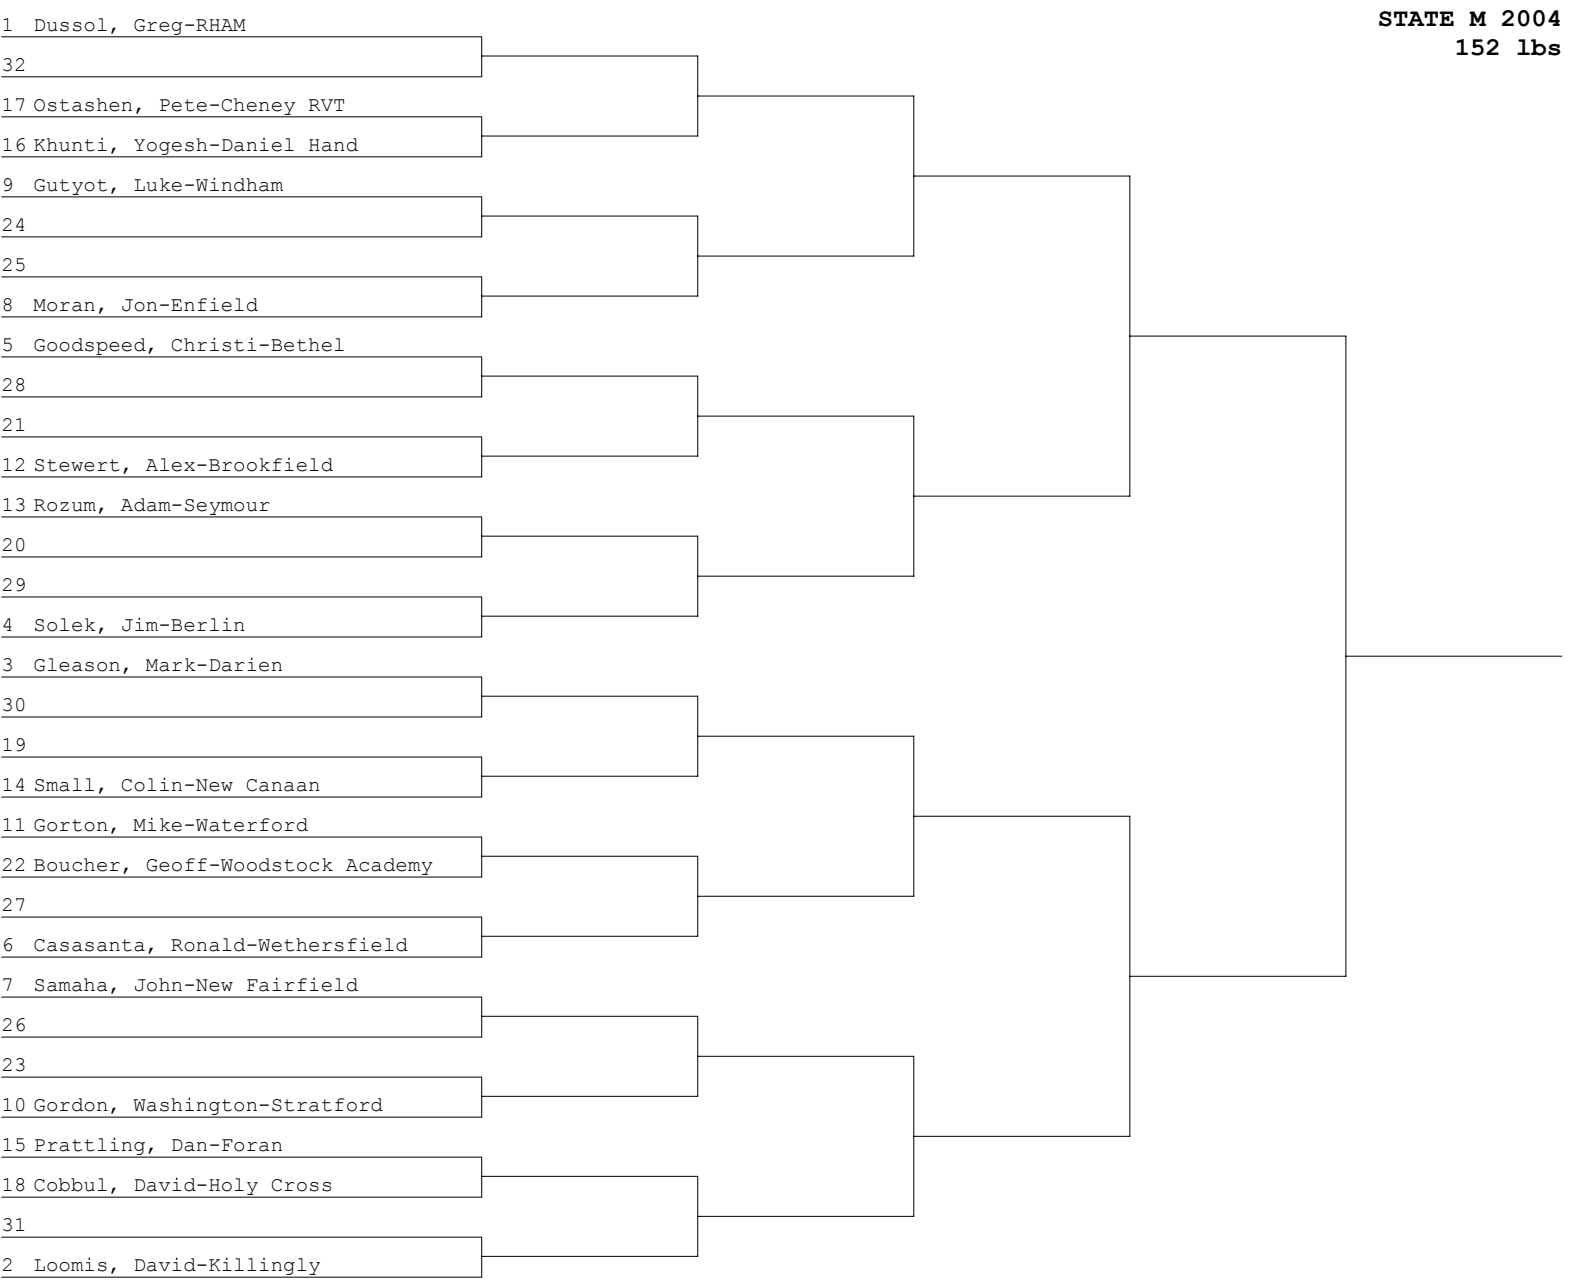 STATE M 2004
152 lbs
1 Dussol, Greg-RHAM
32
17 Ostashen, Pete-Cheney RVT
16 Khunti, Yogesh-Daniel Hand
9 Gutyot, Luke-Windham
24
25
8 Moran, Jon-Enfield
5 Goodspeed, Christi-Bethel
28
21
12 Stewert, Alex-Brookfield
13 Rozum, Adam-Seymour
20
29
4 Solek, Jim-Berlin
3 Gleason, Mark-Darien
30
19
14 Small, Colin-New Canaan
11 Gorton, Mike-Waterford
22 Boucher, Geoff-Woodstock Academy
27
6 Casasanta, Ronald-Wethersfield
7 Samaha, John-New Fairfield
26
23
10 Gordon, Washington-Stratford
15 Prattling, Dan-Foran
18 Cobbul, David-Holy Cross
31
2 Loomis, David-Killingly